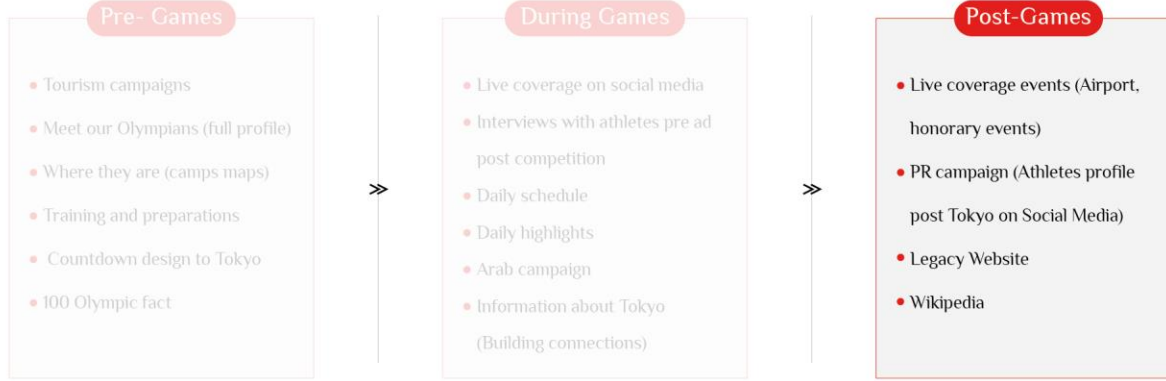 Pre- Games
• Tourism campaigns
• Meet our Olympians (full profile)
• Where they are (camps maps)
• Training and preparations
• Countdown design to Tokyo
• 100 Olympic fact
During Games
• Live coverage on social media
• Interviews with athletes pre ad
post competition
• Daily schedule
• Daily highlights
• Arab campaign
• Information about Tokyo
(Building connections)
Post-Games
• Live coverage events (Airport,
honorary events)
• PR campaign (Athletes profile
post Tokyo on Social Media)
• Legacy Website
• Wikipedia